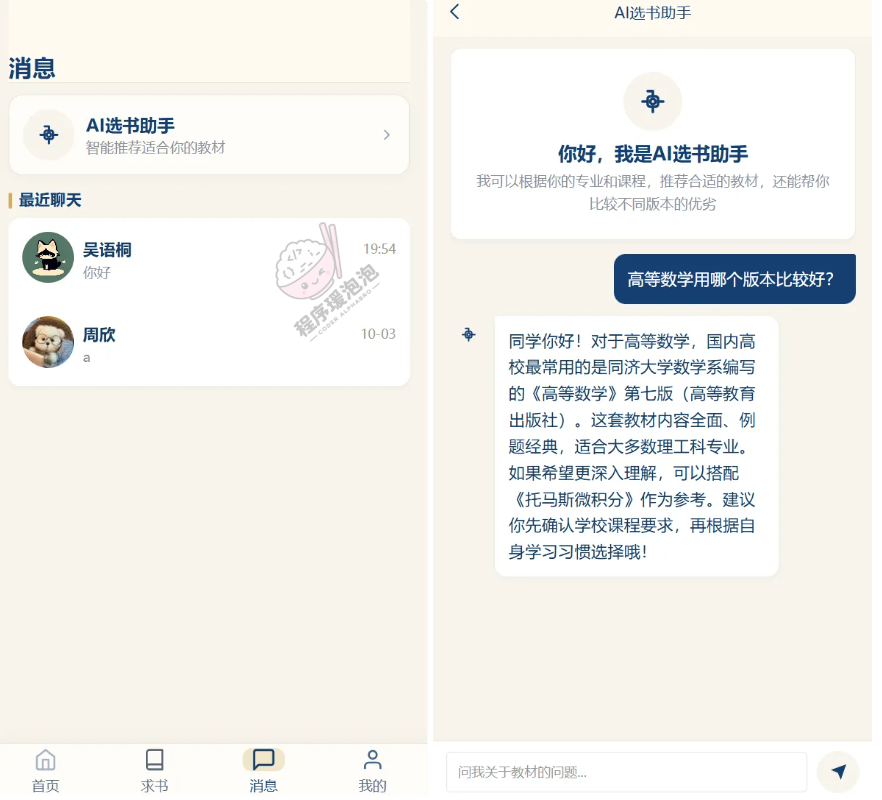 消息
AI选书助手
智能推荐适合你的教材
最近聊天
吴语桐
19:54
你好
周欣
10-03
a
程序瑗泡泡
— CODER ALPHABRO —
首页
求书
消息
我的
AI选书助手
你好，我是AI选书助手
我可以根据你的专业和课程，推荐合适的教材，还能帮你
比较不同版本的优劣
高等数学用哪个版本比较好？
同学你好！对于高等数学，国内高
校最常用的是同济大学数学系编写
的《高等数学》第七版（高等教育
出版社）。这套教材内容全面、例
题经典，适合大多数理工科专业。
如果希望更深入理解，可以搭配
《托马斯微积分》作为参考。建议
你先确认学校课程要求，再根据自
身学习习惯选择哦！
问我关于教材的问题...